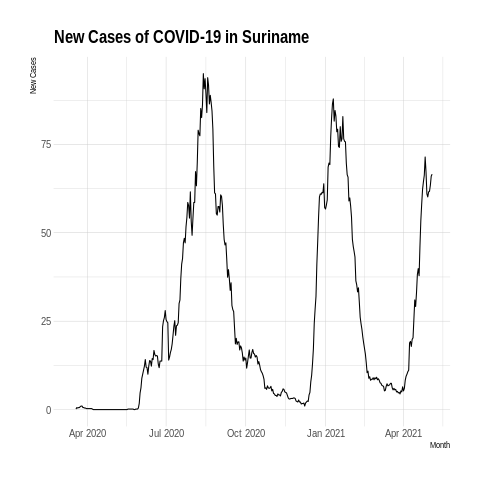 New Cases of COVID-19 in Suriname
New Cases
75
50
25
0
Apr 2020 Jul 2020 Oct 2020 Jan 2021 Apr 2021
Month